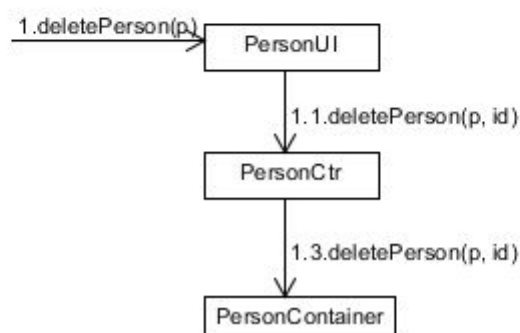 1.deletePerson(p)
PersonUI
1.1.deletePerson(p, id)
PersonCtr
1.3.deletePerson(p, id)
PersonContainer